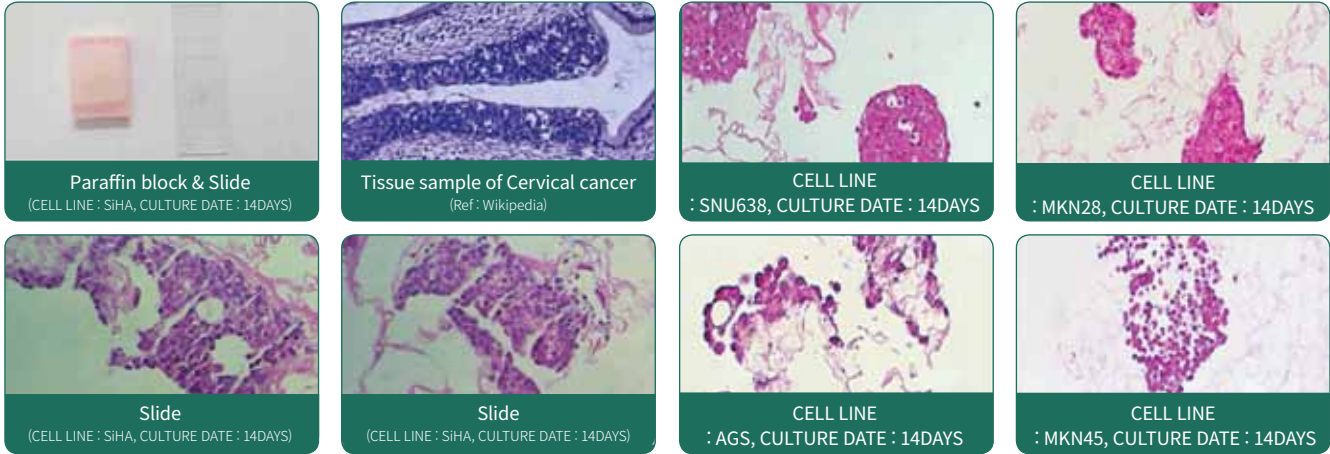 Paraffin block & Slide
(CELL LINE : SiHA, CULTURE DATE : 14DAYS)
Tissue sample of Cervical cancer
(Ref : Wikipedia)
CELL LINE
: SNU638, CULTURE DATE : 14DAYS
CELL LINE
: MKN28, CULTURE DATE : 14DAYS
Slide
(CELL LINE : SiHA, CULTURE DATE : 14DAYS)
Slide
(CELL LINE : SiHA, CULTURE DATE : 14DAYS)
CELL LINE
: AGS, CULTURE DATE : 14DAYS
CELL LINE
: MKN45, CULTURE DATE : 14DAYS